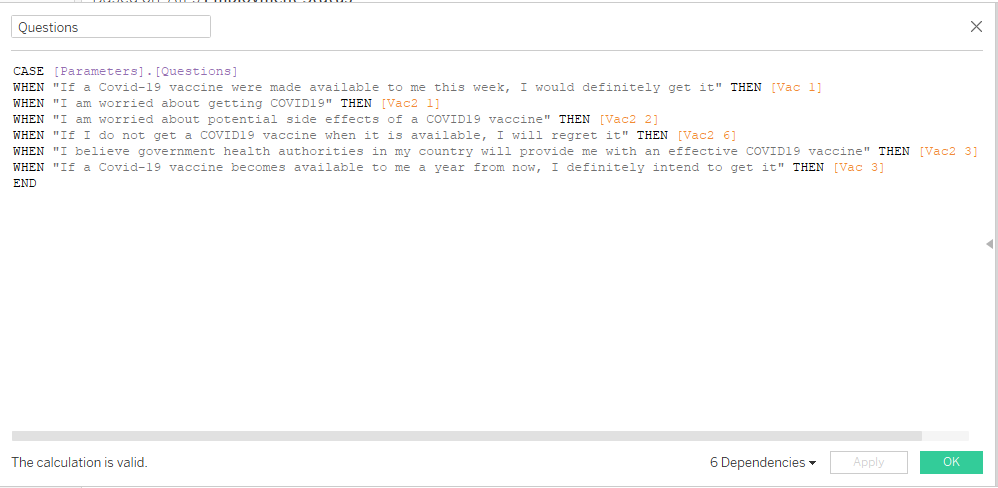 Questions
CASE [Parameters].[Questions]
WHEN "If a Covid-19 vaccine were made available to me this week, I would definitely get it" THEN [Vac 1]
WHEN "I am worried about getting COVID19" THEN [Vac2 1]
WHEN "I am worried about potential side effects of a COVID19 vaccine" THEN [Vac2 2]
WHEN "If I do not get a COVID19 vaccine when it is available, I will regret it" THEN [Vac2 6]
WHEN "I believe government health authorities in my country will provide me with an effective COVID19 vaccine" THEN [Vac2 3]
WHEN "If a Covid-19 vaccine becomes available to me a year from now, I definitely intend to get it" THEN [Vac 3]
END
The calculation is valid.
6 Dependencies
Apply
OK